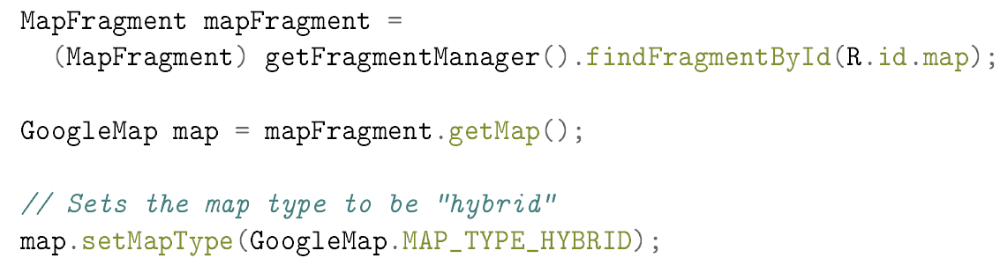 MapFragment mapFragment =
(MapFragment) getFragmentManager().findFragmentById(R.id.map);
GoogleMap map = mapFragment.getMap();
// Sets the map type to be "hybrid"
map.setMapType(GoogleMap.MAP_TYPE_HYBRID);